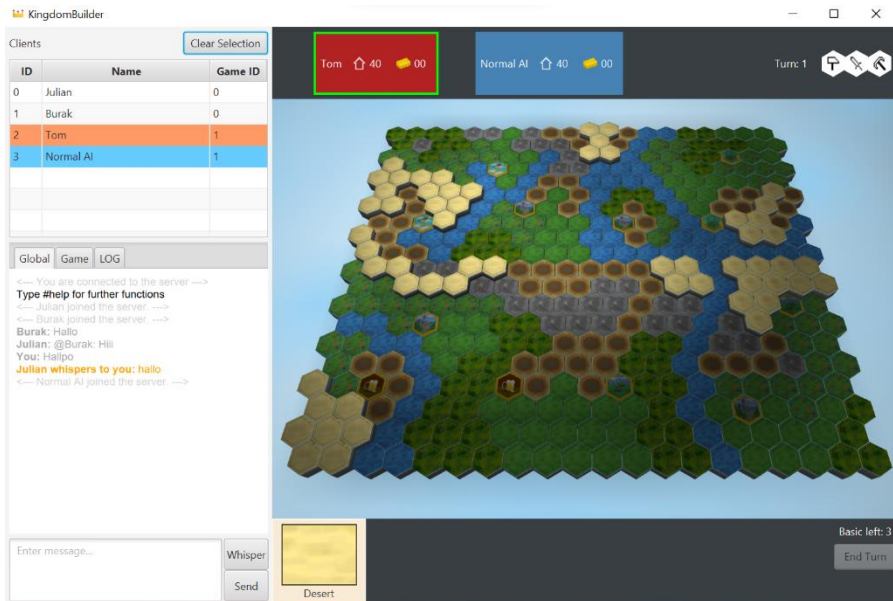 KingdomBuilder
Clients
Clear Selection
ID Name Game ID
0 Julian 0
1 Burak 0
2 Tom 1
3 Normal AI 1
Global Game LOG
<--- You are connected to the server --->
Type #help for further functions
<--- Julian joined the server. --->
<--- Burak joined the server. --->
Burak: Hallo
Julian: @Burak: Hiii
You: Hallpo
Julian whispers to you: hallo
<--- Normal AI joined the server. --->
Enter message...
Whisper
Send
Tom 40 00
Normal AI 40 00
Turn: 1
Desert
Basic left: 3
End Turn